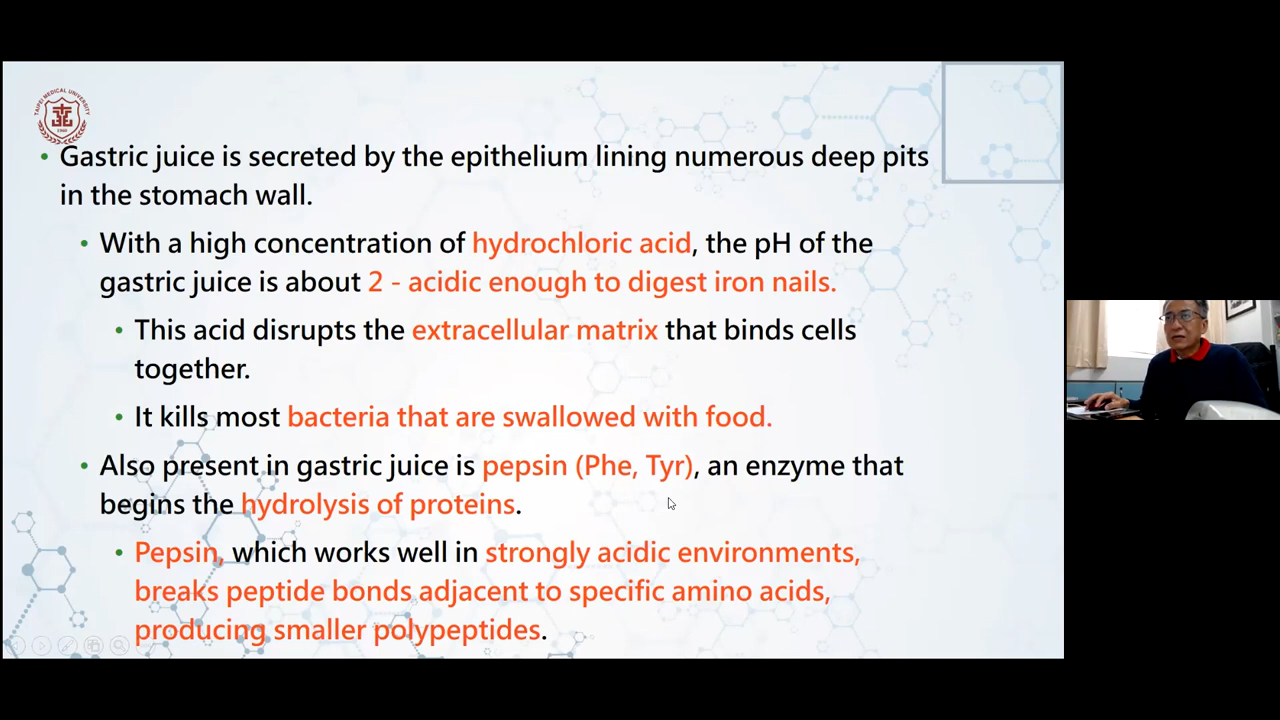 TAIPEI MEDICAL UNIVERSITY
1960
• Gastric juice is secreted by the epithelium lining numerous deep pits
in the stomach wall.
• With a high concentration of hydrochloric acid, the pH of the
gastric juice is about 2 - acidic enough to digest iron nails.
• This acid disrupts the extracellular matrix that binds cells
together.
• It kills most bacteria that are swallowed with food.
• Also present in gastric juice is pepsin (Phe, Tyr), an enzyme that
begins the hydrolysis of proteins.
• Pepsin, which works well in strongly acidic environments,
breaks peptide bonds adjacent to specific amino acids,
producing smaller polypeptides.